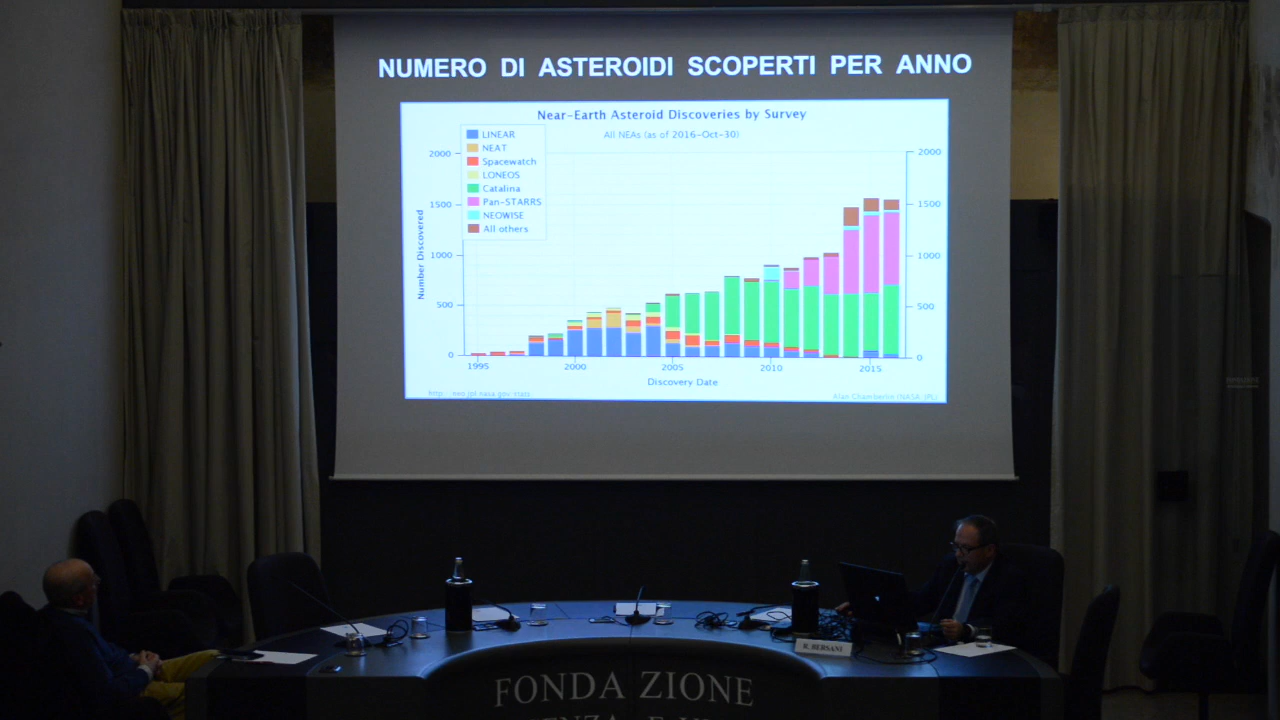 NUMERO DI ASTEROIDI SCOPERTI PER ANNO
Near-Earth Asteroid Discoveries by Survey
All NEAs (as of 2016-Oct-30)
LINEAR
NEAT
Spacewatch
LONEOS
Catalina
Pan-STARRS
NEOWISE
All others
Number Discovered
2000
1500
1000
500
0
2000
1500
1000
500
0
1995
2000
2005
2010
2015
Discovery Date
Alan Chamberlin (NASA/JPL)
R. BERSANI
FONDAZIONE